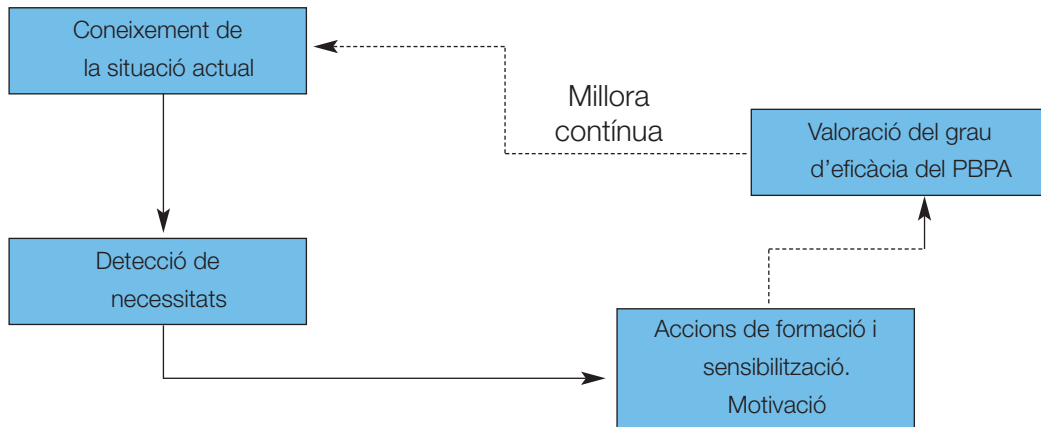 Coneixement de
la situació actual
Millora
contínua
Valoració del grau
d’eficàcia del PBPA
Detecció de
necessitats
Accions de formació i
sensibilització.
Motivació